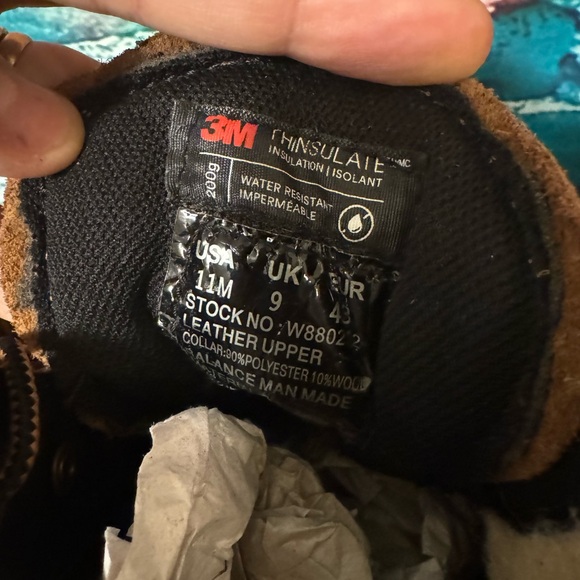 3M THINSULATE
INSULATION | ISOLANT
200g
WATER RESISTANT
IMPERMÉABLE
USA UK EUR
11M 9 43
STOCK NO.:
LEATHER UPPER
COLLAR:90%POLYESTER 10%WOOL
BALANCE MAN MADE